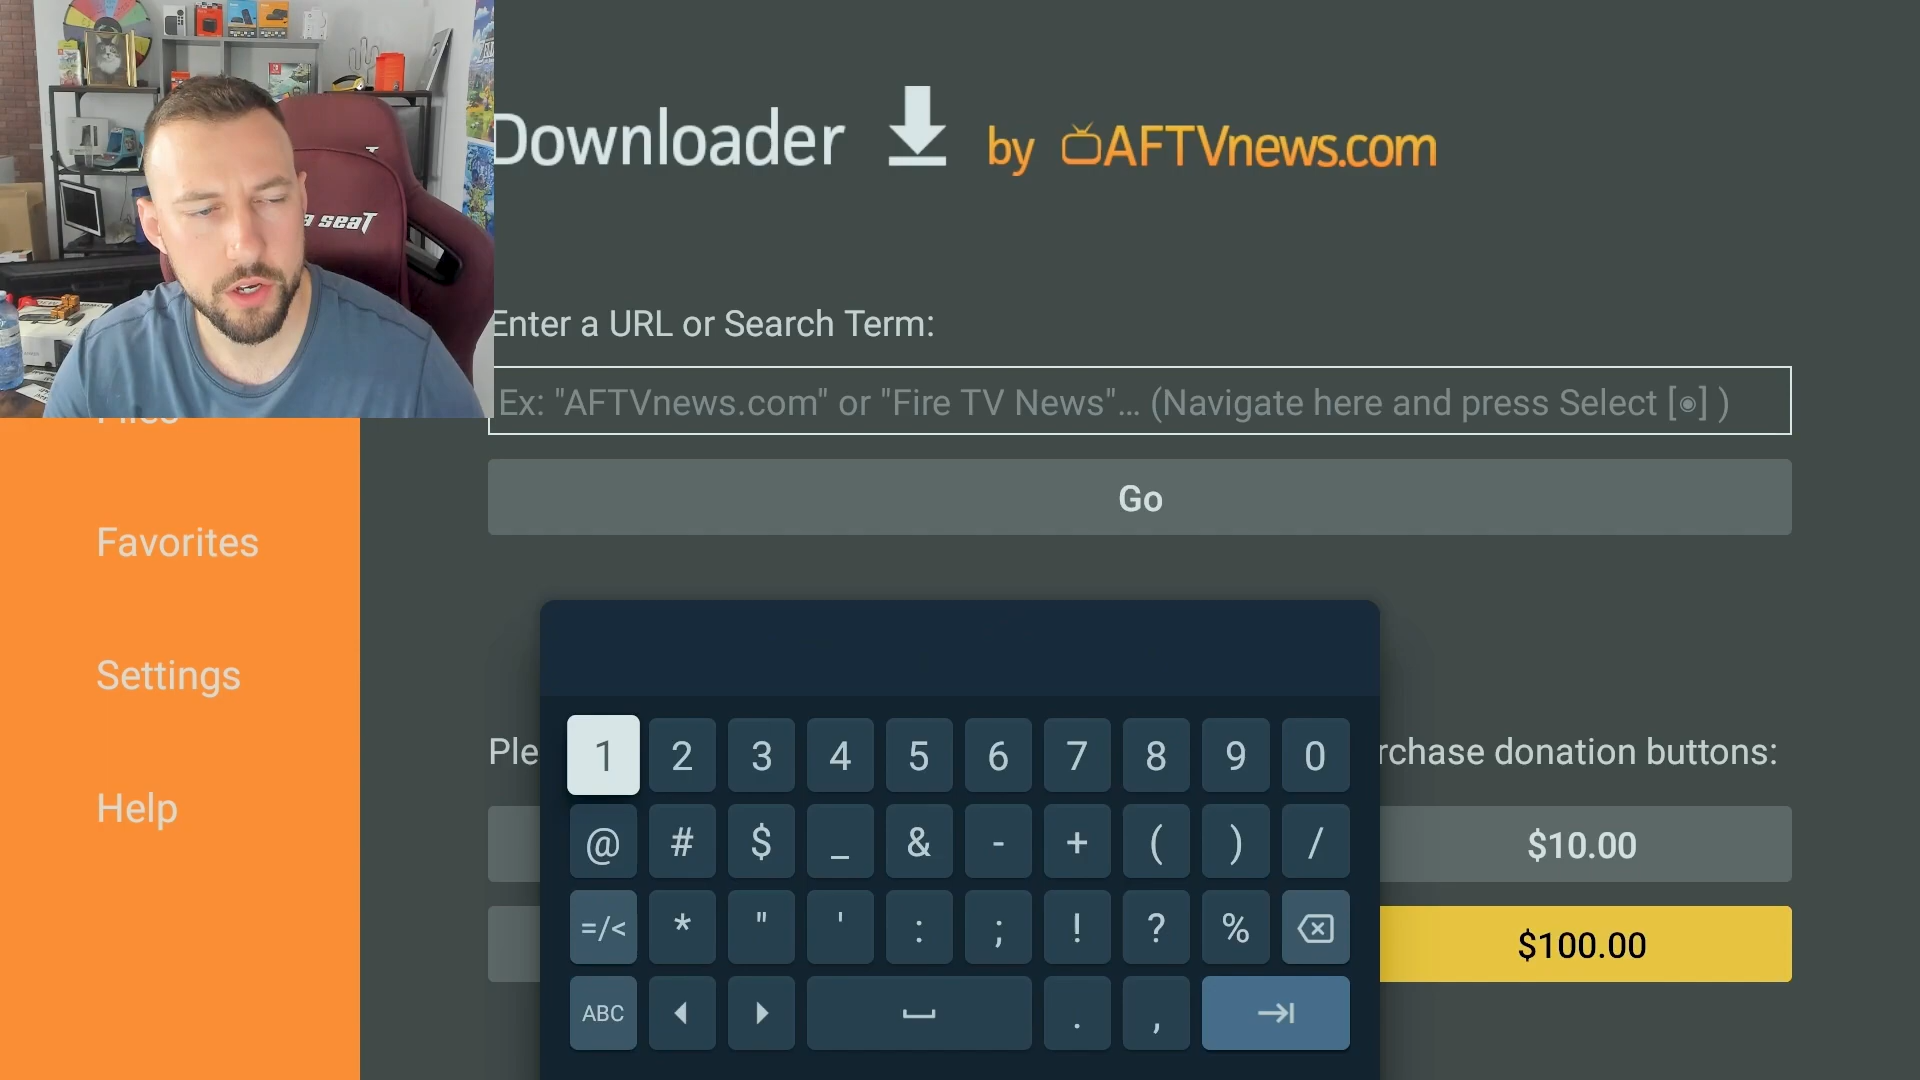 a seat
Downloader by AFTVnews.com
Enter a URL or Search Term:
Ex: "AFTVnews.com" or "Fire TV News"... (Navigate here and press Select [◉] )
Go
Files
Favorites
Settings
Help
Ple
rchase donation buttons:
$10.00
$100.00
1 2 3 4 5 6 7 8 9 0
@ # $ _ & - + ( ) /
=/< * " ' : ; ! ? %
ABC . ,